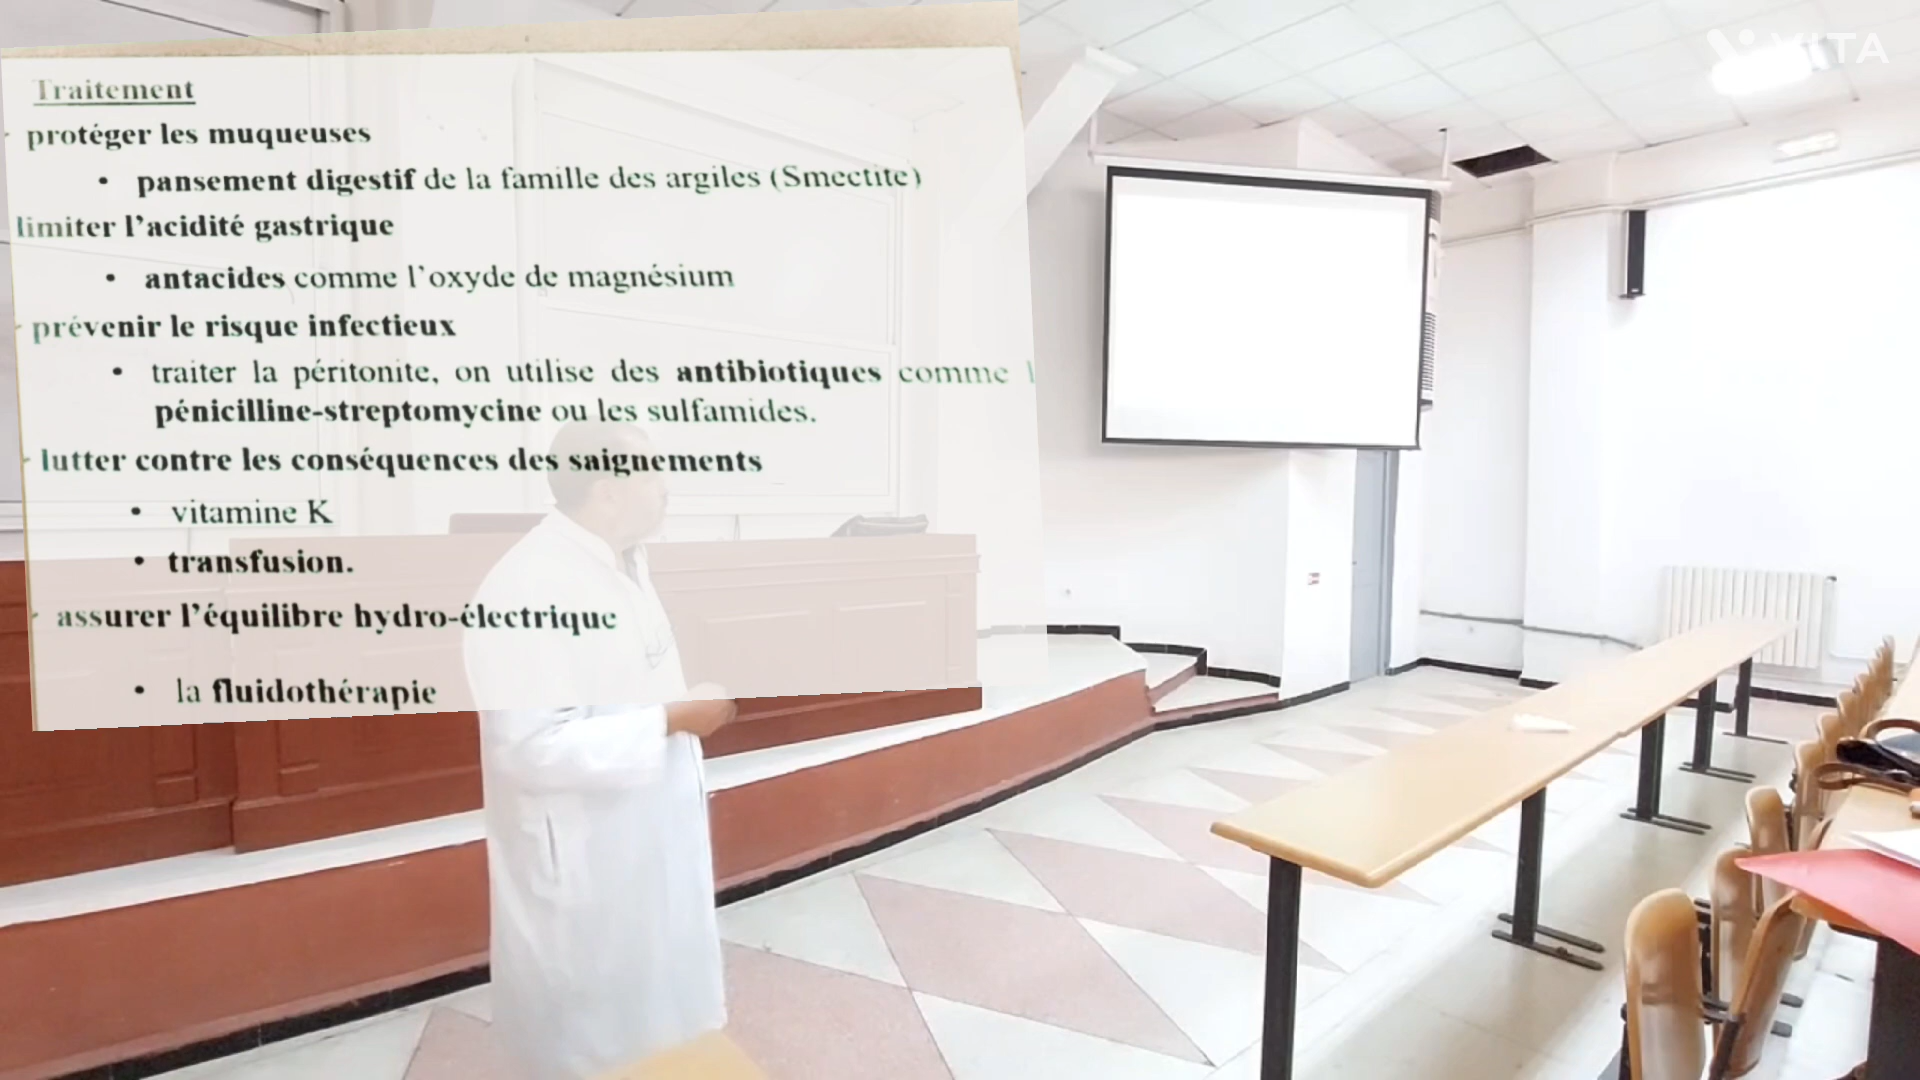 Traitement
protéger les muqueuses
• pansement digestif de la famille des argiles (Smectite)
limiter l'acidité gastrique
• antacides comme l'oxyde de magnésium
prévenir le risque infectieux
• traiter la péritonite, on utilise des antibiotiques comme l
pénicilline-streptomycine ou les sulfamides.
lutter contre les conséquences des saignements
• vitamine K
• transfusion.
assurer l'équilibre hydro-électrique
• la fluidothérapie
VITA